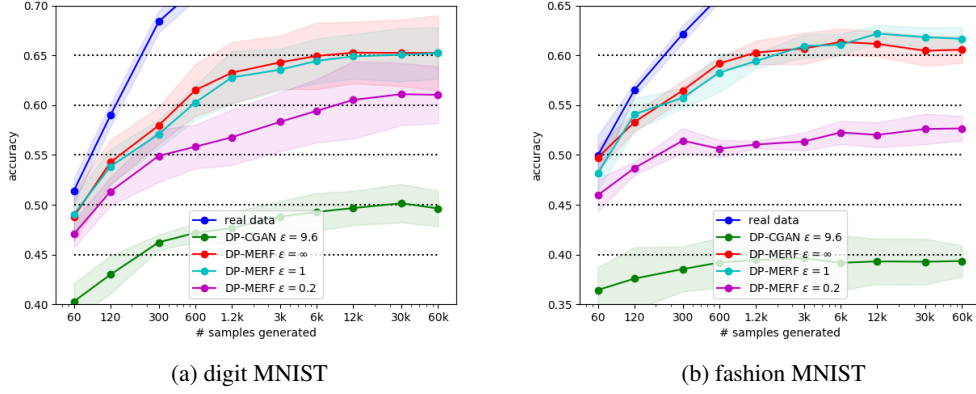 0.70
0.65
0.60
0.55
0.50
0.45
0.40
accuracy
real data
DP-CGAN ε = 9.6
DP-MERF ε = ∞
DP-MERF ε = 1
DP-MERF ε = 0.2
60 120 300 600 1.2k 3k 6k 12k 30k 60k
# samples generated
(a) digit MNIST
0.65
0.60
0.55
0.50
0.45
0.40
0.35
accuracy
real data
DP-CGAN ε = 9.6
DP-MERF ε = ∞
DP-MERF ε = 1
DP-MERF ε = 0.2
60 120 300 600 1.2k 3k 6k 12k 30k 60k
# samples generated
(b) fashion MNIST